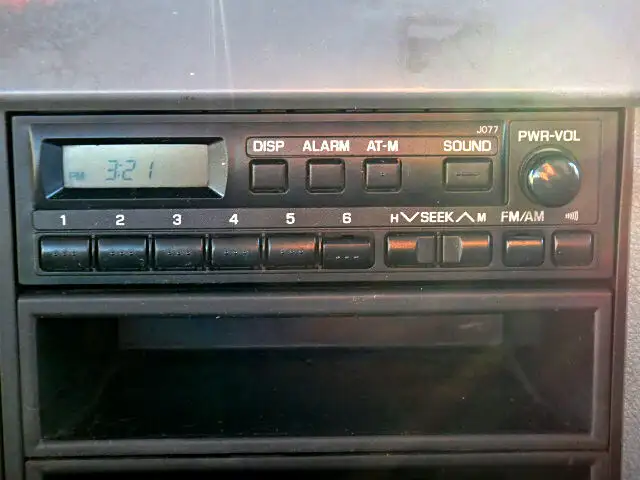 J077
PWR-VOL
DISP ALARM AT-M SOUND
PM 3:21
1 2 3 4 5 6 H SEEK M FM/AM